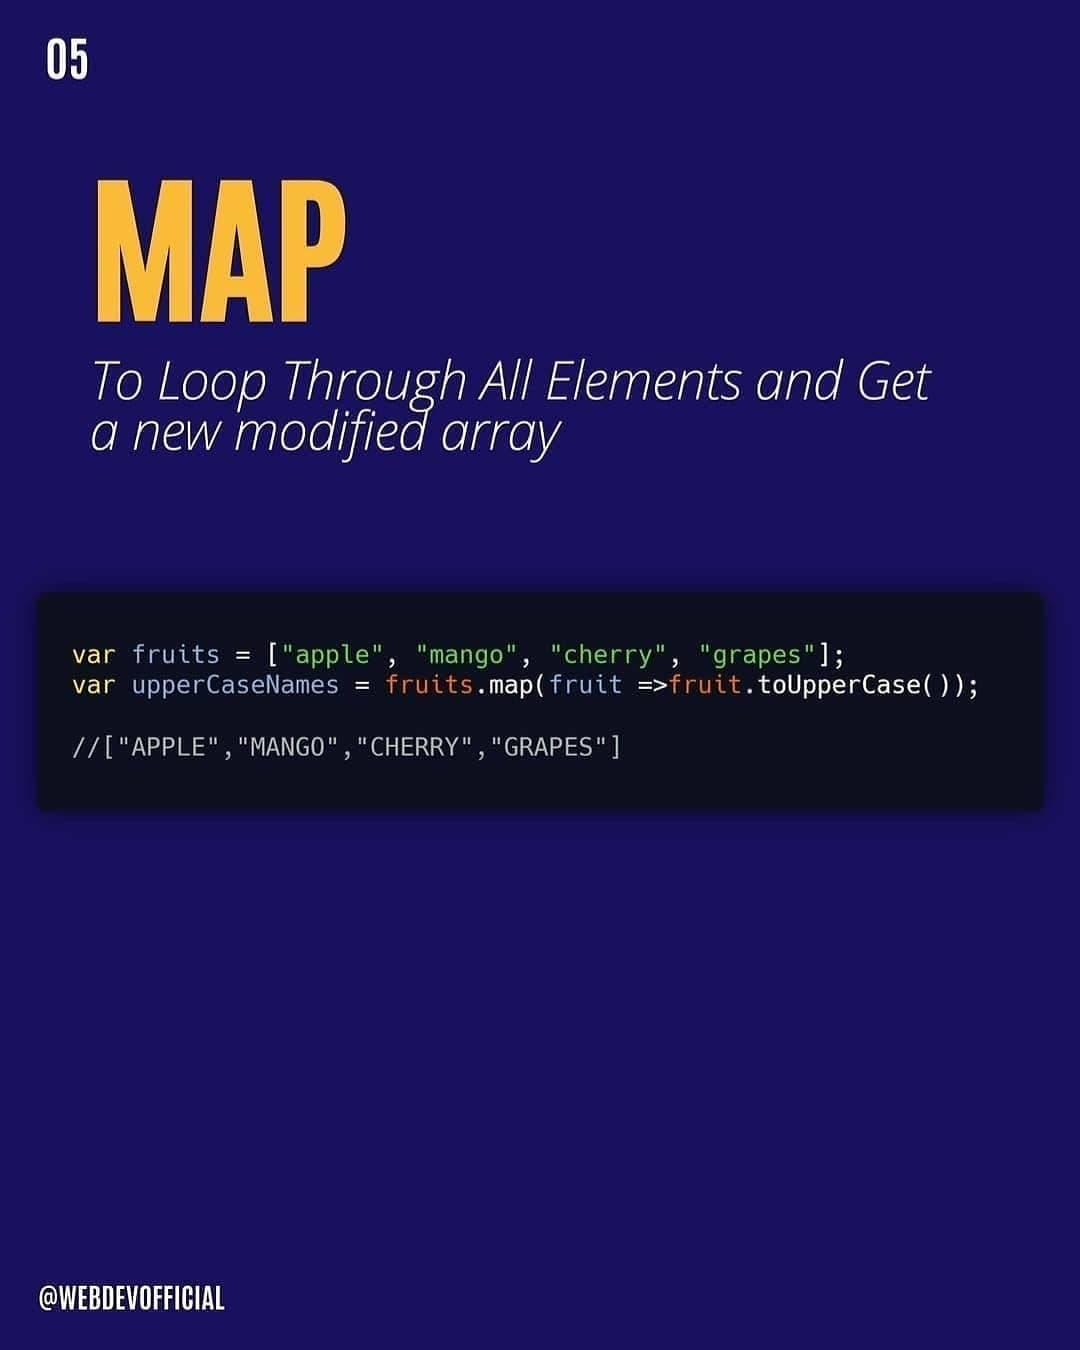 05
MAP
To Loop Through All Elements and Get
a new modified array
var fruits = ["apple", "mango", "cherry", "grapes"];
var upperCaseNames = fruits.map(fruit =>fruit.toUpperCase());
//["APPLE","MANGO","CHERRY","GRAPES"]
@WEBDEVOFFICIAL